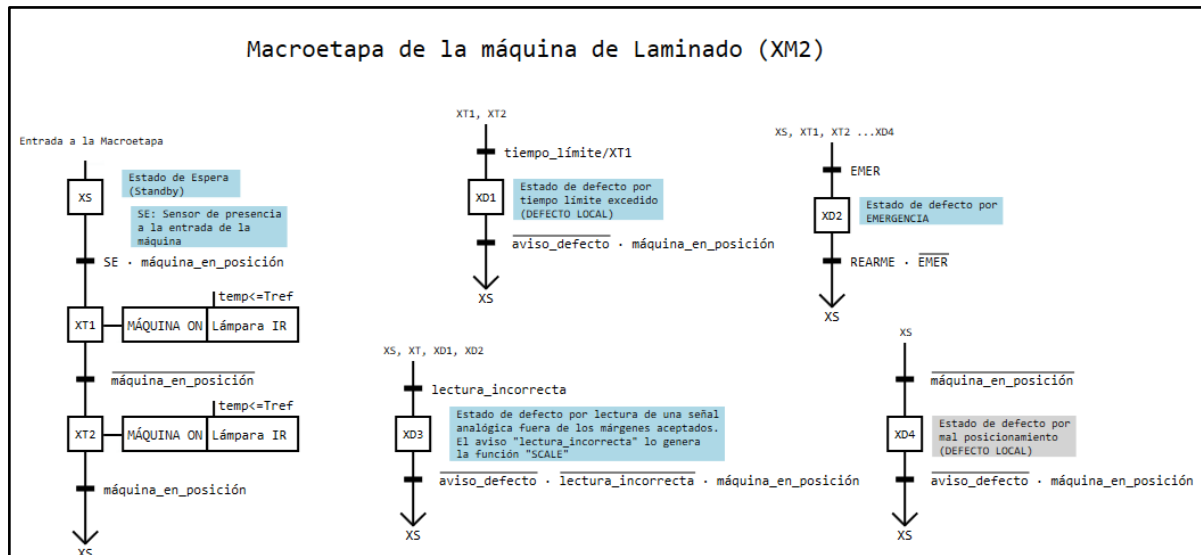 Macroetapa de la máquina de Laminado (XM2)
Entrada a la Macroetapa
XS
Estado de Espera
(Standby)
SE: Sensor de presencia
a la entrada de la
máquina
SE · máquina_en_posición
temp<=Tref
XT1
MÁQUINA ON
Lámpara IR
máquina_en_posición
temp<=Tref
XT2
MÁQUINA ON
Lámpara IR
máquina_en_posición
XS
XT1, XT2
tiempo_límite/XT1
XD1
Estado de defecto por
tiempo límite excedido
(DEFECTO LOCAL)
aviso_defecto · máquina_en_posición
XS
XS, XT1, XT2 ...XD4
EMER
XD2
Estado de defecto por
EMERGENCIA
REARME · EMER
XS
XS, XT, XD1, XD2
lectura_incorrecta
XD3
Estado de defecto por lectura de una señal
analógica fuera de los márgenes aceptados.
El aviso "lectura_incorrecta" lo genera
la función "SCALE"
aviso_defecto · lectura_incorrecta · máquina_en_posición
XS
XS
máquina_en_posición
XD4
Estado de defecto por
mal posicionamiento
(DEFECTO LOCAL)
aviso_defecto · máquina_en_posición
XS